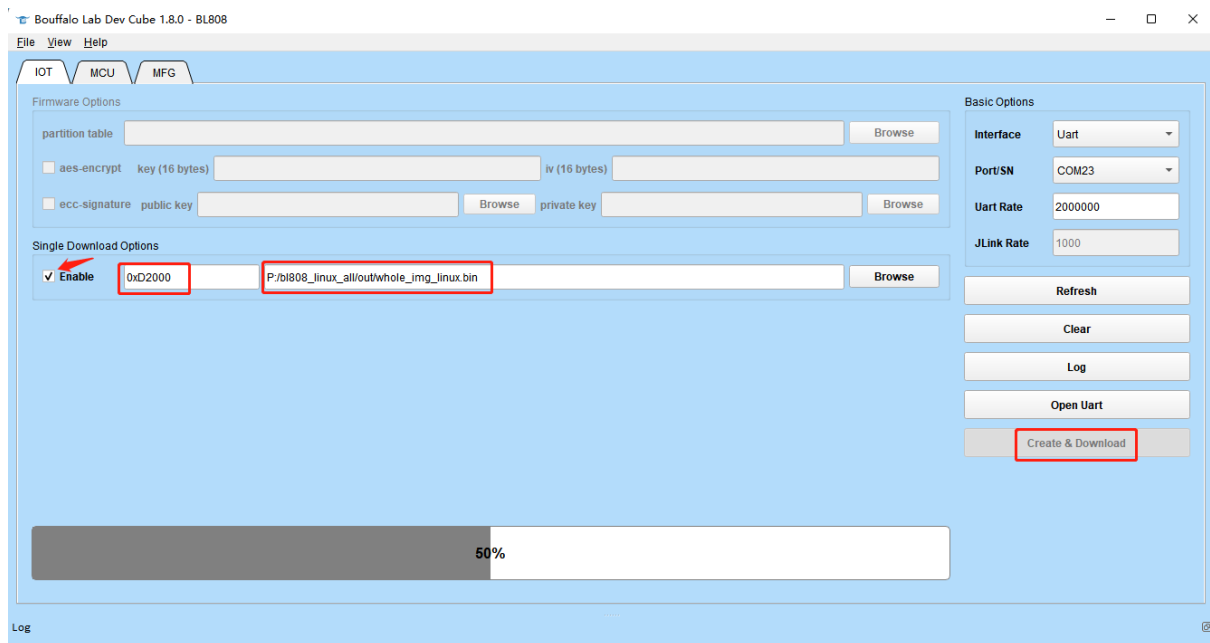 Bouffalo Lab Dev Cube 1.8.0 - BL808
File View Help
IOT MCU MFG
Firmware Options
partition table Browse
aes-encrypt key (16 bytes) iv (16 bytes)
ecc-signature public key Browse private key Browse
Single Download Options
Enable 0xD2000 P:/bl808_linux_all/out/whole_img_linux.bin Browse
50%
Basic Options
Interface Uart
Port/SN COM23
Uart Rate 2000000
JLink Rate 1000
Refresh
Clear
Log
Open Uart
Create & Download
Log